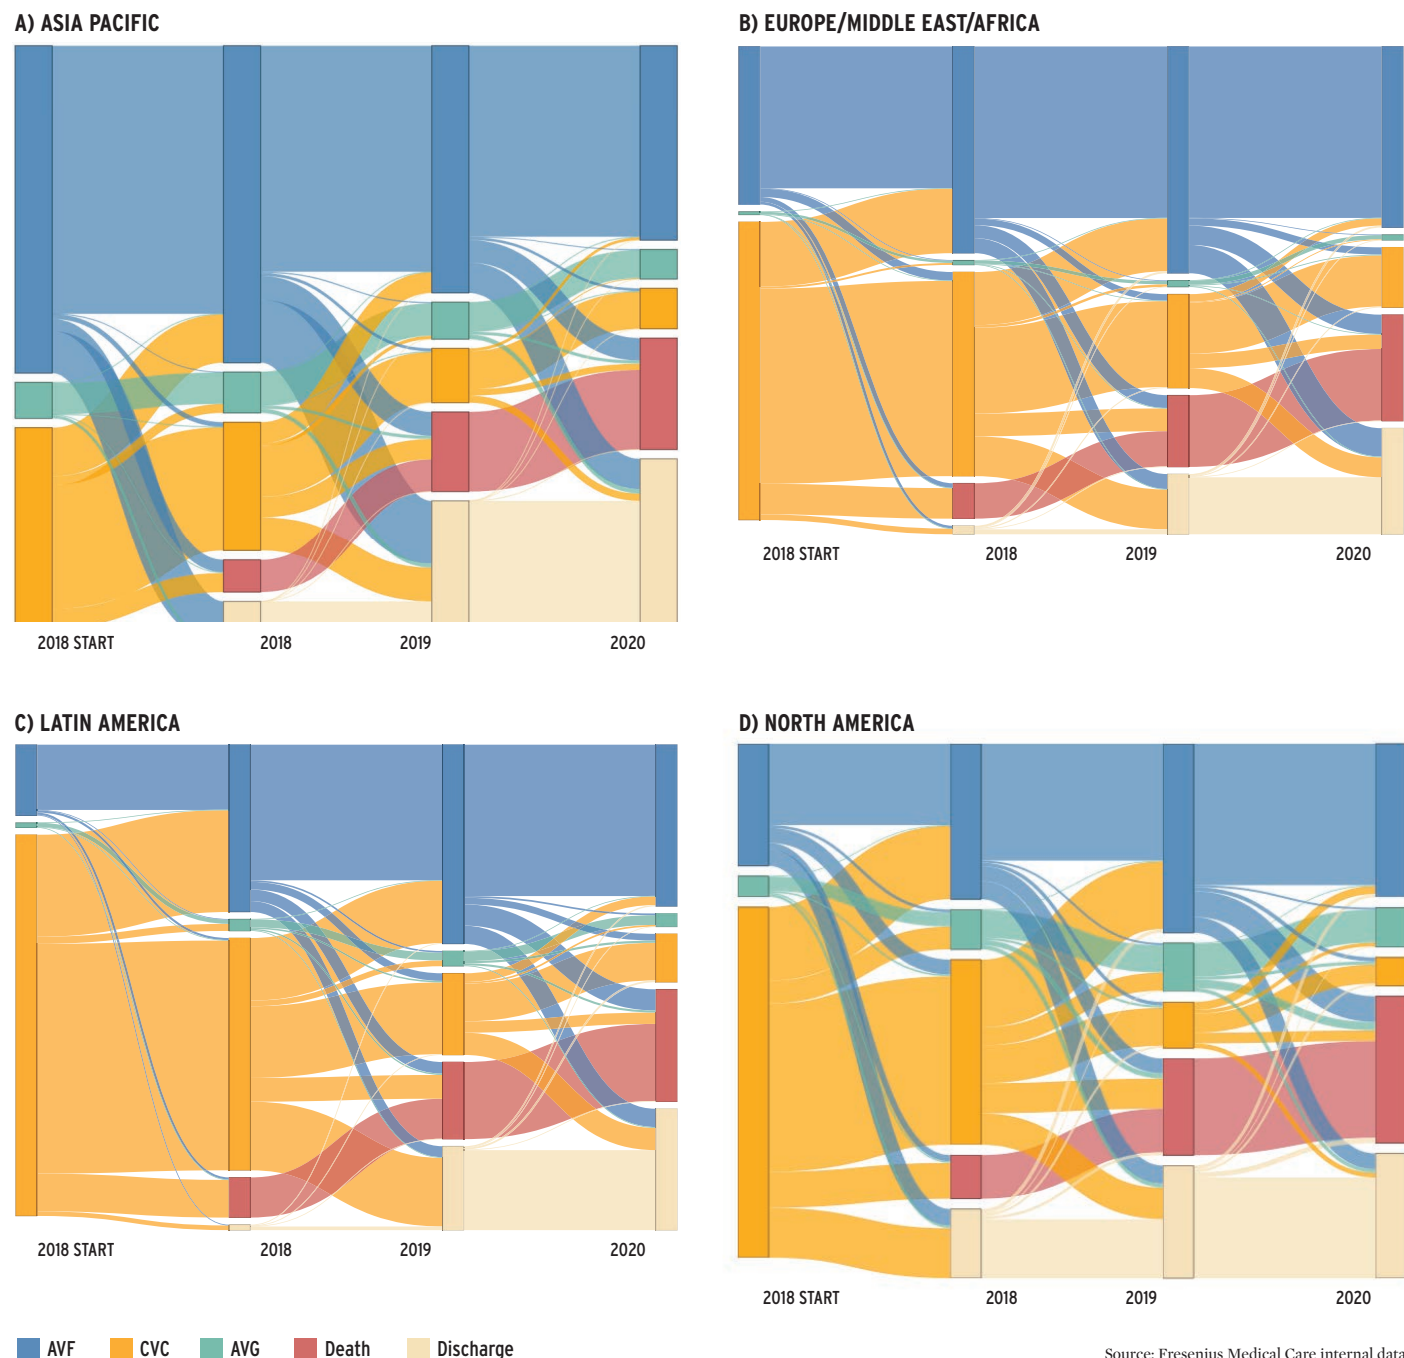 A) ASIA PACIFIC
2018 START 2018 2019 2020
B) EUROPE/MIDDLE EAST/AFRICA
2018 START 2018 2019 2020
C) LATIN AMERICA
2018 START 2018 2019 2020
D) NORTH AMERICA
2018 START 2018 2019 2020
AVF CVC AVG Death Discharge
Source: Fresenius Medical Care internal data